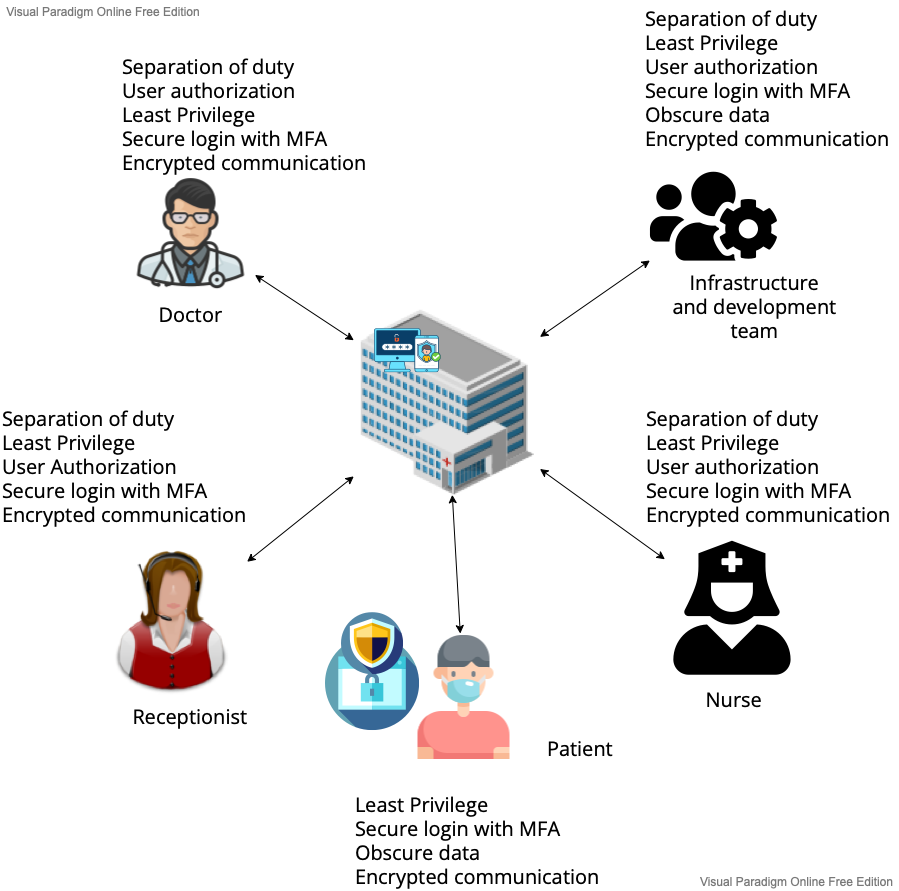 Visual Paradigm Online Free Edition
Separation of duty
Least Privilege
User authorization
Secure login with MFA
Obscure data
Encrypted communication
Separation of duty
User authorization
Least Privilege
Secure login with MFA
Encrypted communication
Doctor
Infrastructure
and development
team
Separation of duty
Least Privilege
User Authorization
Secure login with MFA
Encrypted communication
Separation of duty
Least Privilege
User authorization
Secure login with MFA
Encrypted communication
Receptionist
Nurse
Patient
Least Privilege
Secure login with MFA
Obscure data
Encrypted communication
Visual Paradigm Online Free Edition